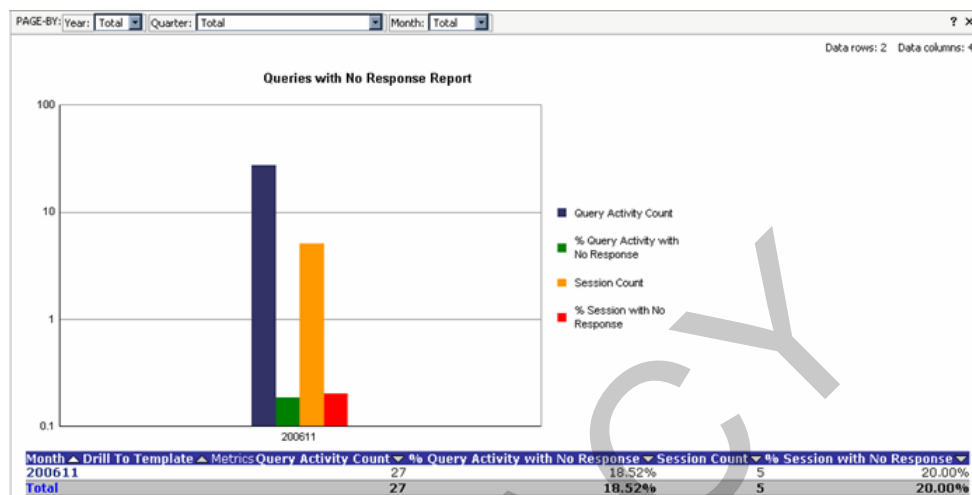 PAGE-BY: Year: Total Quarter: Total Month: Total ? ×
Data rows: 2 Data columns: 4
Queries with No Response Report
100
10
1
0.1
200611
Query Activity Count
% Query Activity with
No Response
Session Count
% Session with No
Response
Month Drill To Template Metrics Query Activity Count % Query Activity with No Response Session Count % Session with No Response
200611 27 18.52% 5 20.00%
Total 27 18.52% 5 20.00%
CY